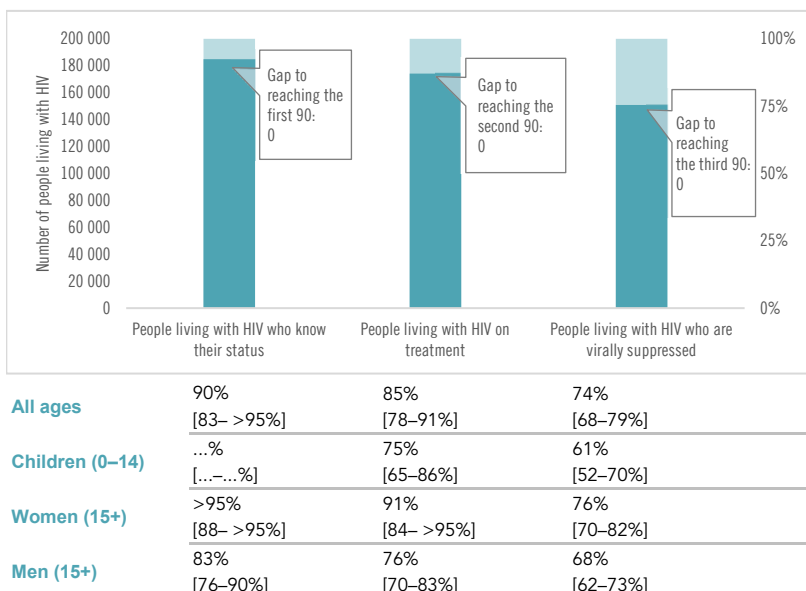 200 000
180 000
160 000
140 000
120 000
100 000
80 000
60 000
40 000
20 000
0
Number of people living with HIV
100%
75%
50%
25%
0%
Gap to
reaching the
first 90:
0
Gap to
reaching the
second 90:
0
Gap to
reaching
the third 90:
0
People living with HIV who know
their status
People living with HIV on
treatment
People living with HIV who are
virally suppressed
All ages
90%
[83– >95%]
85%
[78–91%]
74%
[68–79%]
Children (0–14)
...%
[...–...%]
75%
[65–86%]
61%
[52–70%]
Women (15+)
>95%
[88– >95%]
91%
[84– >95%]
76%
[70–82%]
Men (15+)
83%
[76–90%]
76%
[70–83%]
68%
[62–73%]